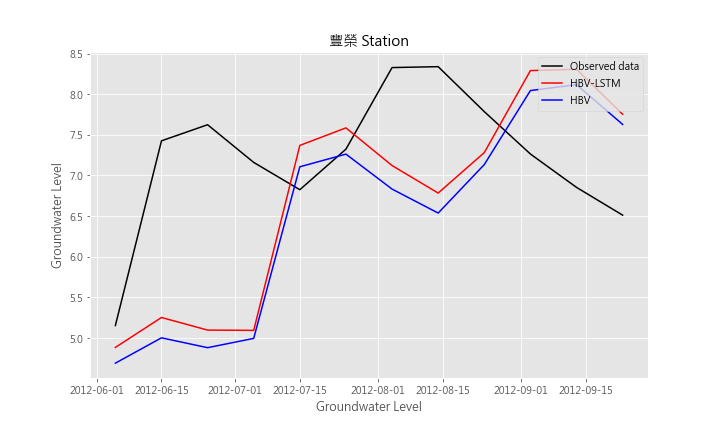 豐榮 Station
Observed data
HBV-LSTM
HBV
8.5
8.0
7.5
7.0
6.5
6.0
5.5
5.0
Groundwater Level
2012-06-01 2012-06-15 2012-07-01 2012-07-15 2012-08-01 2012-08-15 2012-09-01 2012-09-15
Groundwater Level